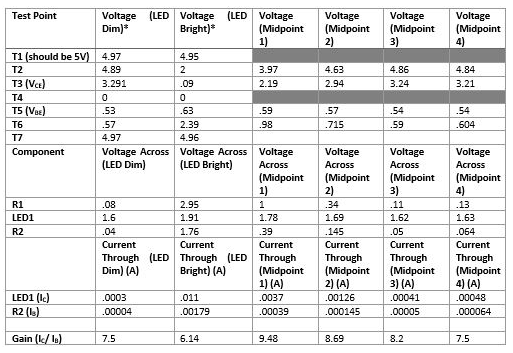 Test Point Voltage (LED Dim)* Voltage (LED Bright)* Voltage (Midpoint 1) Voltage (Midpoint 2) Voltage (Midpoint 3) Voltage (Midpoint 4)
T1 (should be 5V) 4.97 4.95
T2 4.89 2 3.97 4.63 4.86 4.84
T3 (VCE) 3.291 .09 2.19 2.94 3.24 3.21
T4 0 0
T5 (VBE) .53 .63 .59 .57 .54 .54
T6 .57 2.39 .98 .715 .59 .604
T7 4.97 4.96
Component Voltage Across (LED Dim) Voltage Across (LED Bright) Voltage Across (Midpoint 1) Voltage Across (Midpoint 2) Voltage Across (Midpoint 3) Voltage Across (Midpoint 4)
R1 .08 2.95 1 .34 .11 .13
LED1 1.6 1.91 1.78 1.69 1.62 1.63
R2 .04 1.76 .39 .145 .05 .064
Current Through (LED Dim) (A) Current Through (LED Bright) (A) Current Through (Midpoint 1) (A) Current Through (Midpoint 2) (A) Current Through (Midpoint 3) (A) Current Through (Midpoint 4) (A)
LED1 (IC) .0003 .011 .0037 .00126 .00041 .00048
R2 (IB) .00004 .00179 .00039 .000145 .00005 .000064
Gain (IC/ IB) 7.5 6.14 9.48 8.69 8.2 7.5